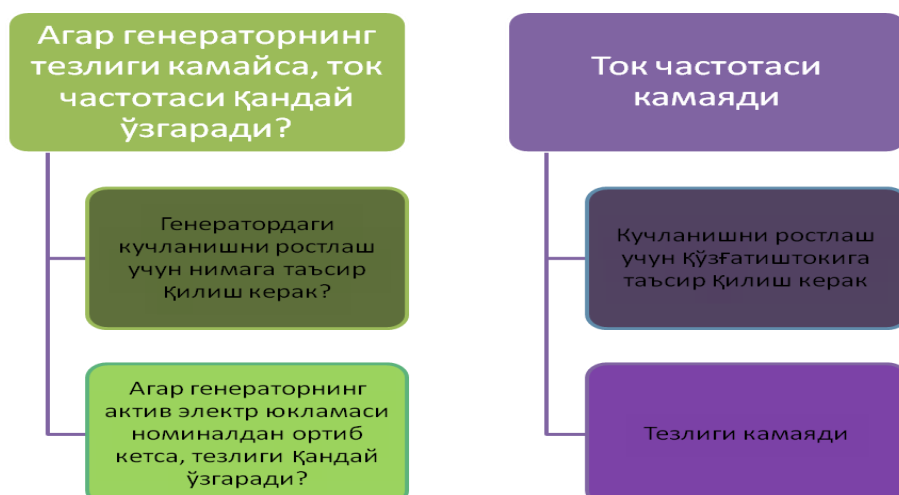 Агар генераторнинг
тезлиги камайса, ток
частотаси қандай
ўзгаради?
Генератордаги
кучланишни ростлаш
учун нимага таъсир
қилиш керак?
Агар генераторнинг
актив электр юкламаси
номиналдан ортиб
кетса, тезлиги қандай
ўзгаради?
Ток частотаси
камаяди
Кучланишни ростлаш
учун қўзғатиштокига
таъсир қилиш керак
Тезлиги камаяди